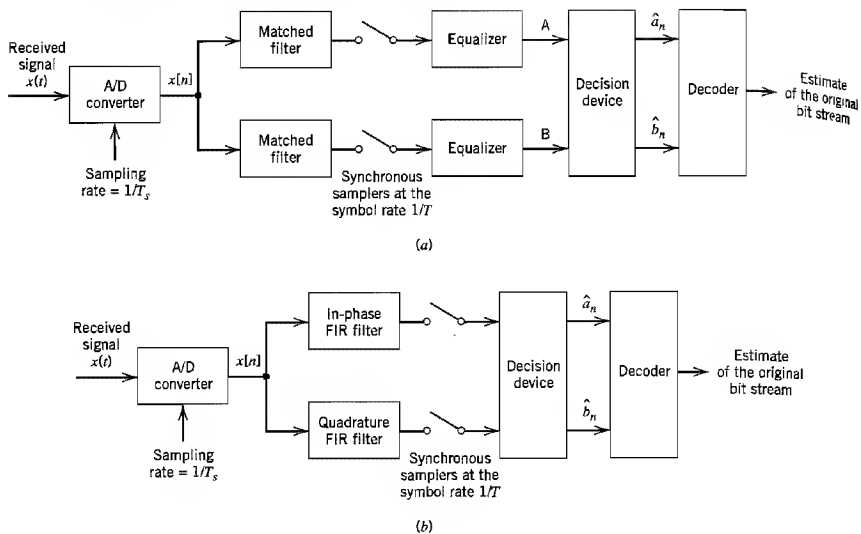 Received
signal
x(t)
A/D
converter
x[n]
Sampling
rate = 1/Tₛ
Matched
filter
Matched
filter
Synchronous
samplers at the
symbol rate 1/T
Equalizer
Equalizer
A
B
Decision
device
âₙ
b̂ₙ
Decoder
Estimate
of the original
bit stream
(a)
Received
signal
x(t)
A/D
converter
x[n]
Sampling
rate = 1/Tₛ
In-phase
FIR filter
Quadrature
FIR filter
Synchronous
samplers at the
symbol rate 1/T
Decision
device
âₙ
b̂ₙ
Decoder
Estimate
of the original
bit stream
(b)